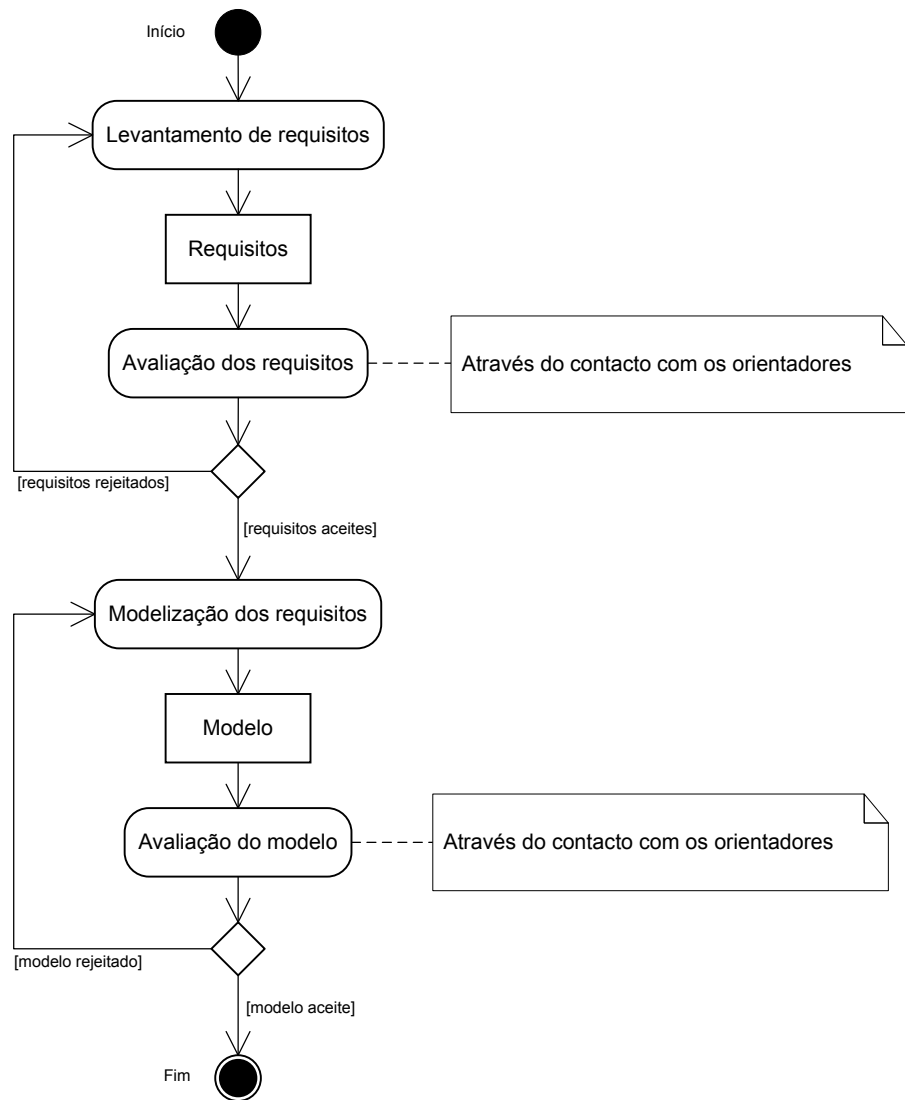 Início
Levantamento de requisitos
Requisitos
Avaliação dos requisitos
Através do contacto com os orientadores
[requisitos rejeitados]
[requisitos aceites]
Modelização dos requisitos
Modelo
Avaliação do modelo
Através do contacto com os orientadores
[modelo rejeitado]
[modelo aceite]
Fim